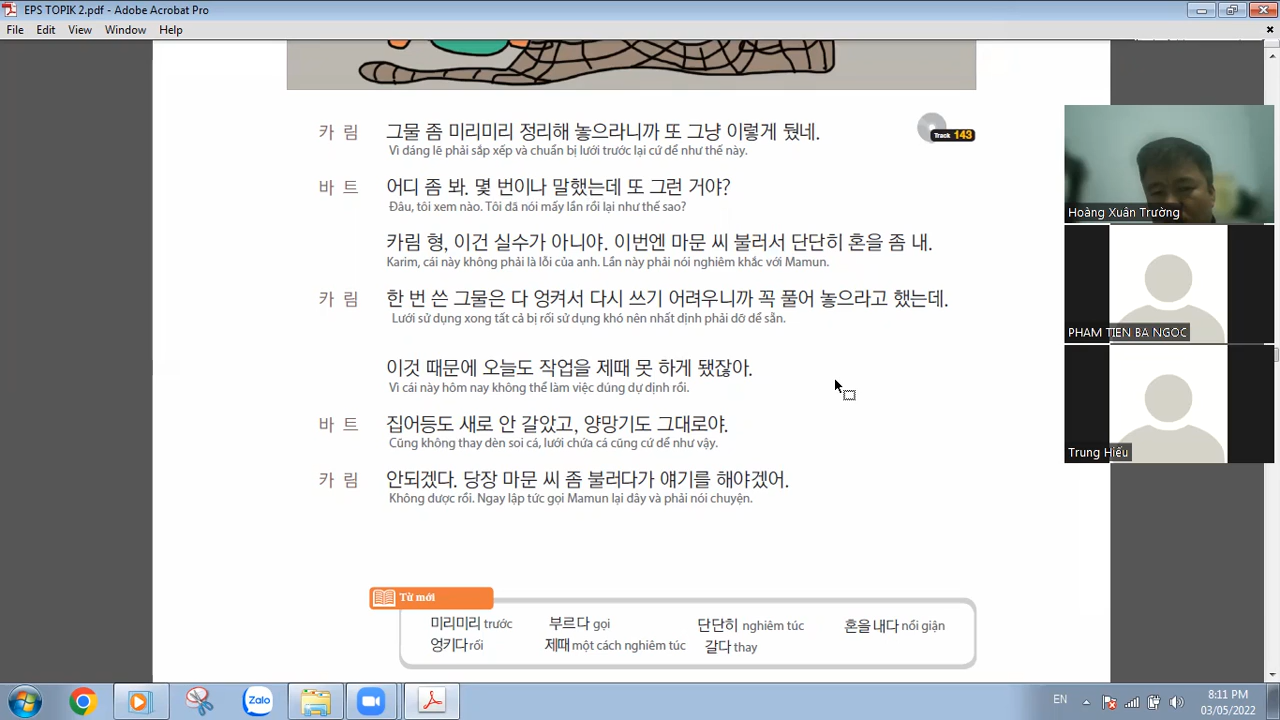 EPS TOPIK 2.pdf - Adobe Acrobat Pro
File Edit View Window Help
카 림 그물 좀 미리미리 정리해 놓으라니까 또 그냥 이렇게 뒀네.
Track 143
Vì đáng lẽ phải sắp xếp và chuẩn bị lưới trước lại cứ để như thế này.
바 트 어디 좀 봐. 몇 번이나 말했는데 또 그런 거야?
Đâu, tôi xem nào. Tôi đã nói mấy lần rồi lại như thế sao?
카림 형, 이건 실수가 아니야. 이번엔 마문 씨 불러서 단단히 혼을 좀 내.
Karim, cái này không phải là lỗi của anh. Lần này phải nói nghiêm khắc với Mamun.
카 림 한 번 쓴 그물은 다 엉켜서 다시 쓰기 어려우니까 꼭 풀어 놓으라고 했는데.
Lưới sử dụng xong tất cả bị rối sử dụng khó nên nhất định phải dỡ để sẵn.
이것 때문에 오늘도 작업을 제때 못 하게 됐잖아.
Vì cái này hôm nay không thể làm việc đúng dự định rồi.
바 트 집어등도 새로 안 갈았고, 양망기도 그대로야.
Cũng không thay đèn soi cá, lưới chứa cá cũng cứ để như vậy.
카 림 안되겠다. 당장 마문 씨 좀 불러다가 얘기를 해야겠어.
Không được rồi. Ngay lập tức gọi Mamun lại đây và phải nói chuyện.
Từ mới
미리미리 trước 부르다 gọi 단단히 nghiêm túc 혼을 내다 nổi giận
엉키다 rối 제때 một cách nghiêm túc 갈다 thay
Hoàng Xuân Trường
PHAM TIEN BA NGOC
Trung Hiếu
Zalo
EN
8:11 PM
03/05/2022